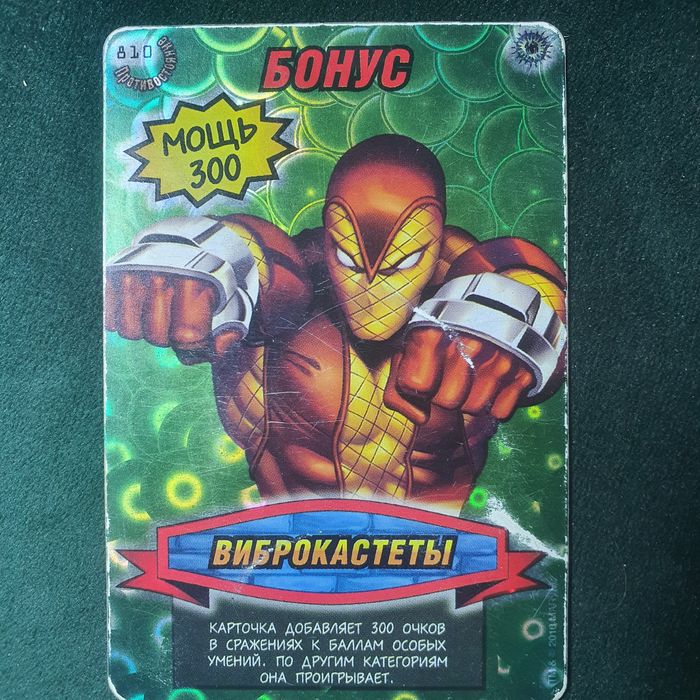 810
Противостояние
БОНУС
МОЩЬ
300
ВИБРОКАСТЕТЫ
КАРТОЧКА ДОБАВЛЯЕТ 300 ОЧКОВ
В СРАЖЕНИЯХ К БАЛЛАМ ОСОБЫХ
УМЕНИЙ. ПО ДРУГИМ КАТЕГОРИЯМ
ОНА ПРОИГРЫВАЕТ.